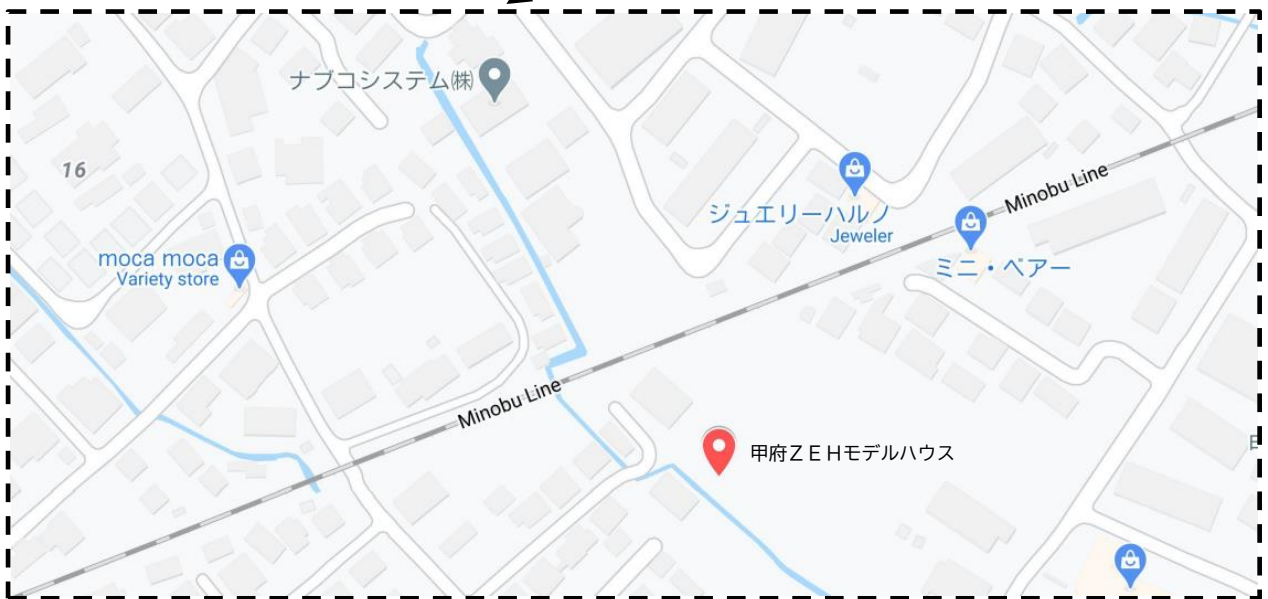 ナブコシステム㈱
16
Minobu Line
ジュエリーハルノ
Jeweler
moca moca
Variety store
ミニ・ベアー
Minobu Line
甲府ＺＥＨモデルハウス